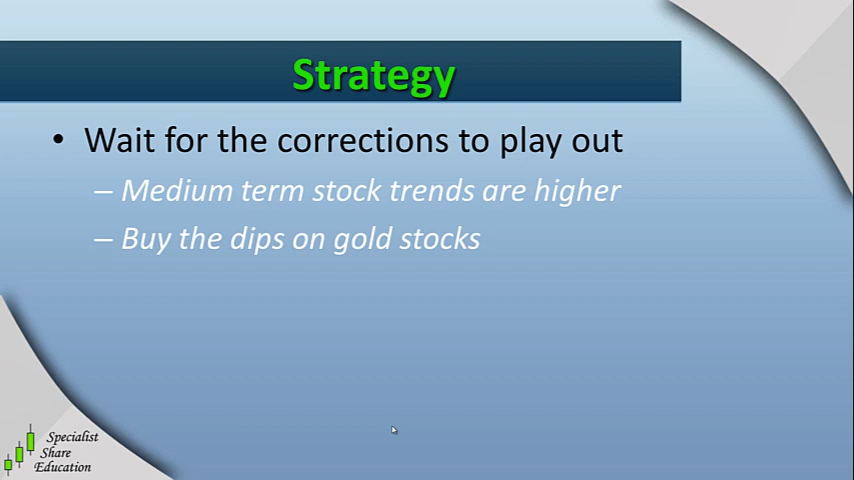 Strategy
• Wait for the corrections to play out
– Medium term stock trends are higher
– Buy the dips on gold stocks
Specialist
Share
Education